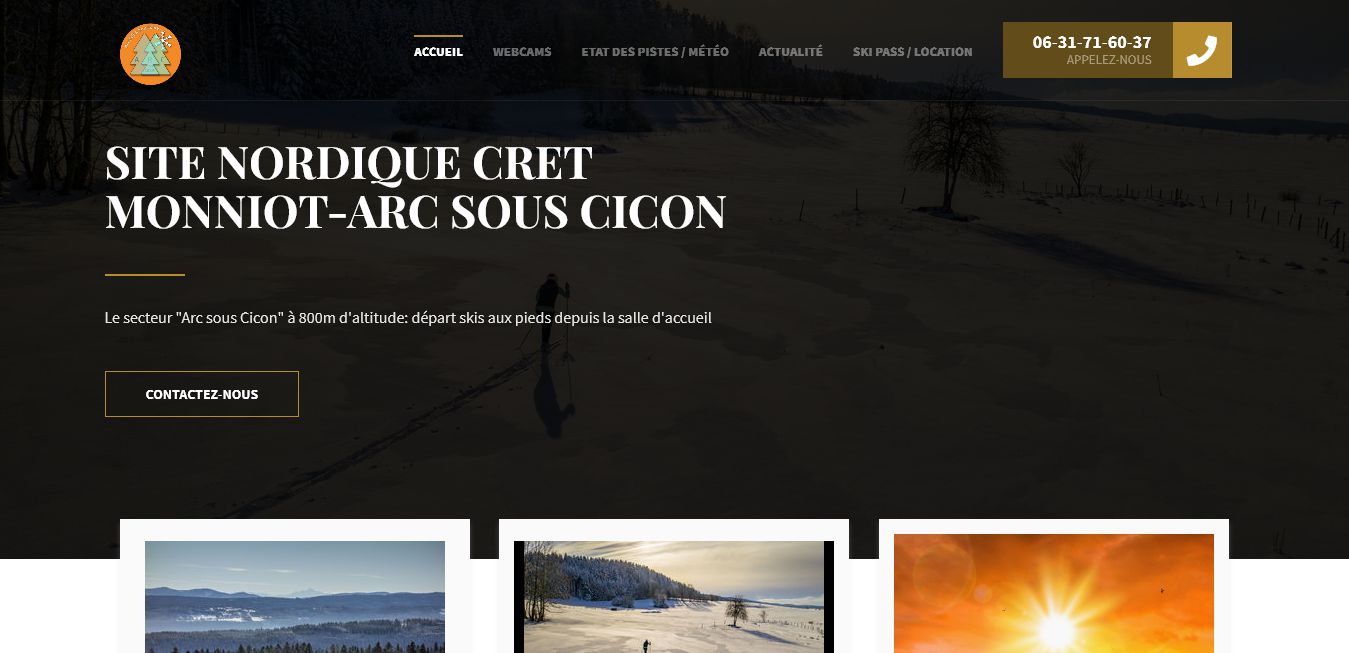 ACCUEIL
WEBCAMS
ETAT DES PISTES / MÉTÉO
ACTUALITÉ
SKI PASS / LOCATION
06-31-71-60-37
APPELEZ-NOUS
SITE NORDIQUE CRET
MONNIOT-ARC SOUS CICON
Le secteur "Arc sous Cicon" à 800m d'altitude: départ skis aux pieds depuis la salle d'accueil
CONTACTEZ-NOUS